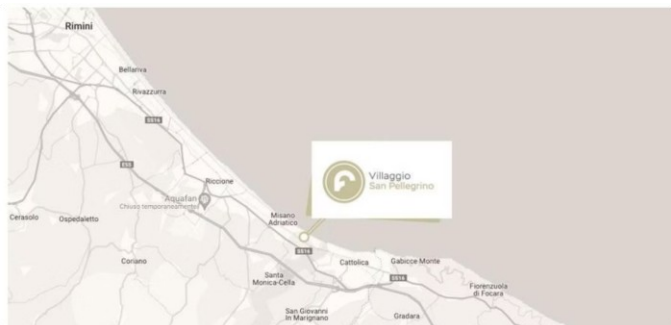 Rimini
Bellariva
Rivazzurra
SS16
E55
Riccione
Aquafan
Chiuso temporaneamente
Villaggio
San Pellegrino
Cerasolo
Ospedaletto
Misano
Adriatico
SS16
Coriano
Cattolica
Gabicce Monte
Santa
Monica-Cella
SS16
Fiorenzuola
di Focara
San Giovanni
In Marignano
Gradara